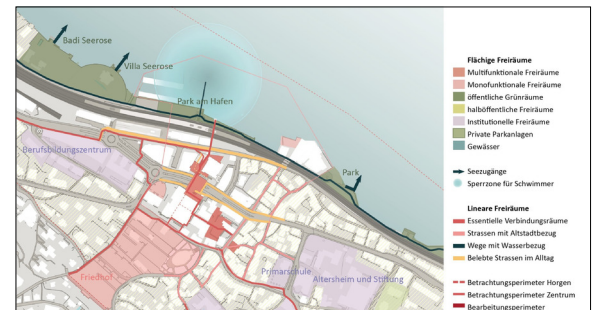 Badi Seerose
Villa Seerose
Park am Hafen
Berufsbildungszentrum
Park
Friedhof
Primarschule
Altersheim und Stiftung
Flächige Freiräume
Multifunktionale Freiräume
Monofunktionale Freiräume
öffentliche Grünräume
halböffentliche Freiräume
Institutionelle Freiräume
Private Parkanlagen
Gewässer
Seezugänge
Sperrzone für Schwimmer
Lineare Freiräume
Essentielle Verbindungsräume
Strassen mit Altstadtbezug
Wege mit Wasserbezug
Belebte Strassen im Alltag
Betrachtungsperimeter Horgen
Betrachtungsperimeter Zentrum
Bearbeitungsperimeter